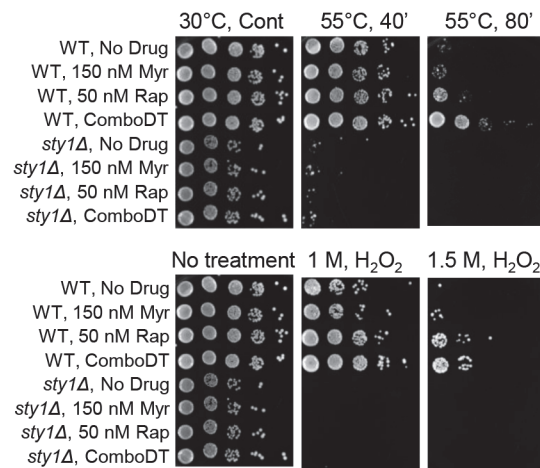 30°C, Cont 55°C, 40’ 55°C, 80’
WT, No Drug
WT, 150 nM Myr
WT, 50 nM Rap
WT, ComboDT
sty1Δ, No Drug
sty1Δ, 150 nM Myr
sty1Δ, 50 nM Rap
sty1Δ, ComboDT
No treatment 1 M, H₂O₂ 1.5 M, H₂O₂
WT, No Drug
WT, 150 nM Myr
WT, 50 nM Rap
WT, ComboDT
sty1Δ, No Drug
sty1Δ, 150 nM Myr
sty1Δ, 50 nM Rap
sty1Δ, ComboDT